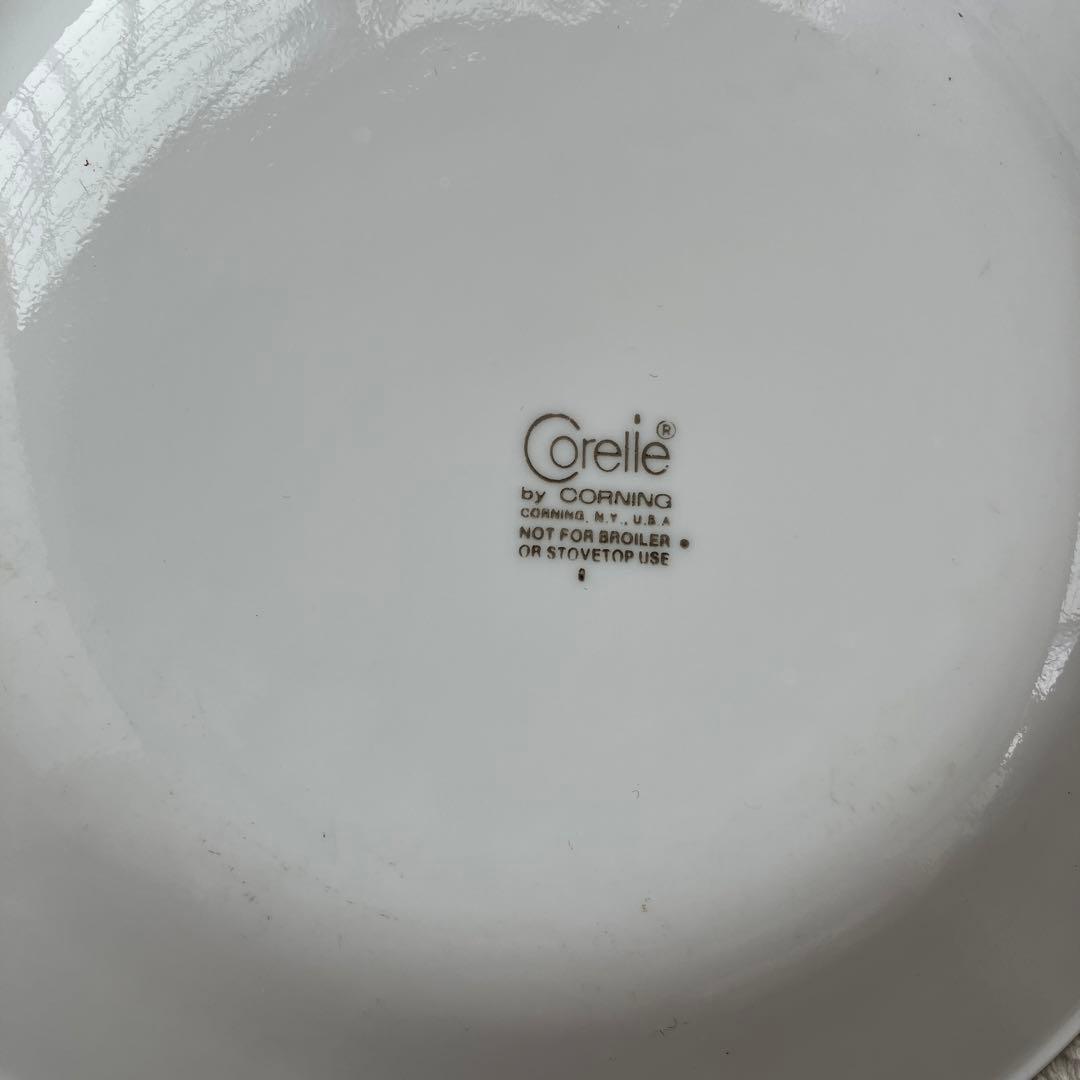 Corelle®
by CORNING
CORNING, N.Y., U.S.A
NOT FOR BROILER
OR STOVETOP USE